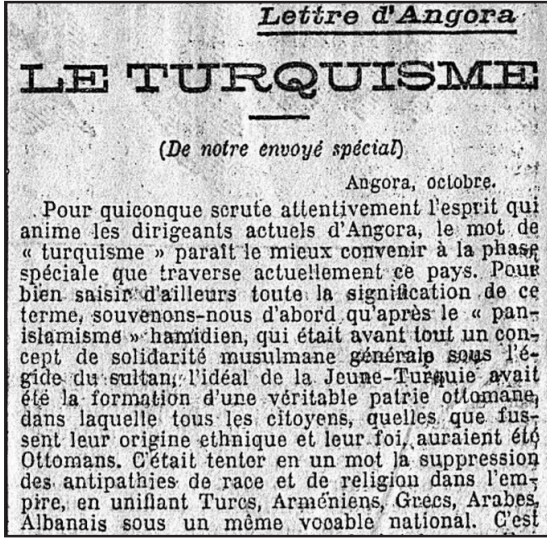 Lettre d'Angora
LE TURQUISME
(De notre envoyé spécial)
Angora, octobre.
Pour quiconque scrute attentivement l'esprit qui
anime les dirigeants actuels d'Angora, le mot de
« turquisme » paraît le mieux convenir à la phase
spéciale que traverse actuellement ce pays. Pour
bien saisir d'ailleurs toute la signification de ce
terme, souvenons-nous d'abord qu'après le « pan-
islamisme » hamidien, qui était avant tout un con-
cept de solidarité musulmane générale sous l'é-
gide du sultan, l'idéal de la Jeune-Turquie avait
été la formation d'une véritable patrie ottomane,
dans laquelle tous les citoyens, quelles que fus-
sent leur origine ethnique et leur foi, auraient été
Ottomans. C'était tenter en un mot la suppression
des antipathies de race et de religion dans l'em-
pire, en unifiant Turcs, Arméniens, Grecs, Arabes,
Albanais sous un même vocable national. C'est